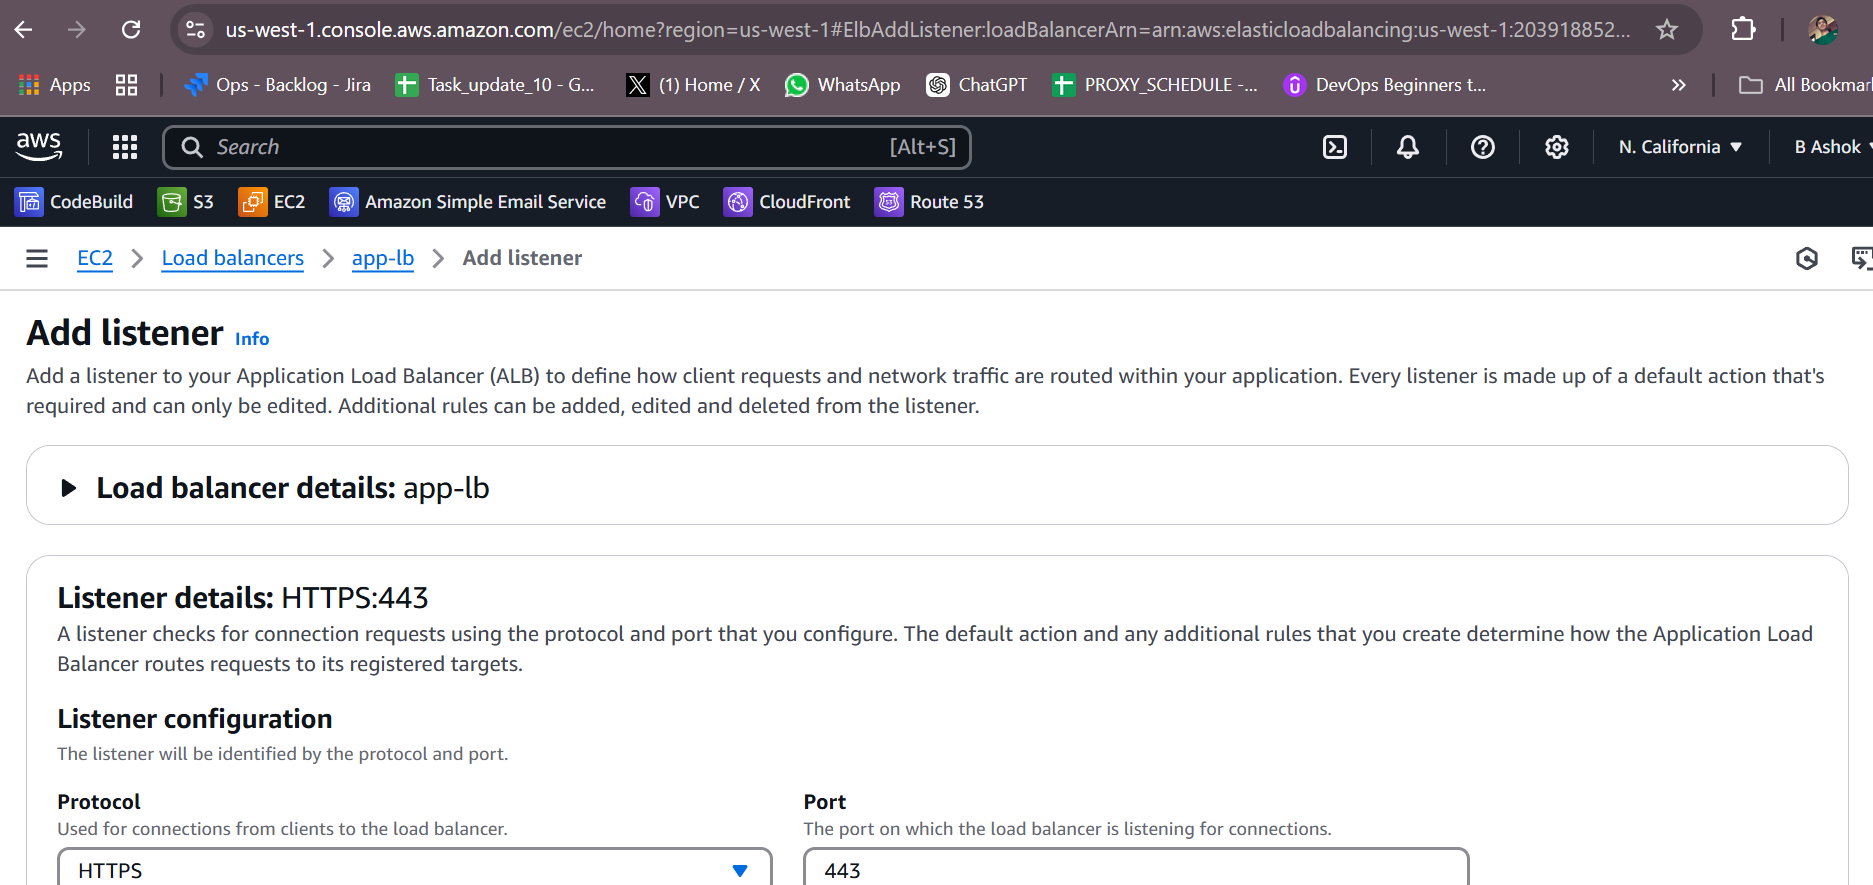 us-west-1.console.aws.amazon.com/ec2/home?region=us-west-1#ElbAddListener:loadBalancerArn=arn:aws:elasticloadbalancing:us-west-1:203918852...
Apps Ops - Backlog - Jira Task_update_10 - G... (1) Home / X WhatsApp ChatGPT PROXY_SCHEDULE -... DevOps Beginners t... All Bookmar
aws Search [Alt+S] N. California B Ashok
CodeBuild S3 EC2 Amazon Simple Email Service VPC CloudFront Route 53
EC2 Load balancers app-lb Add listener
Add listener Info
Add a listener to your Application Load Balancer (ALB) to define how client requests and network traffic are routed within your application. Every listener is made up of a default action that's
required and can only be edited. Additional rules can be added, edited and deleted from the listener.
Load balancer details: app-lb
Listener details: HTTPS:443
A listener checks for connection requests using the protocol and port that you configure. The default action and any additional rules that you create determine how the Application Load
Balancer routes requests to its registered targets.
Listener configuration
The listener will be identified by the protocol and port.
Protocol Port
Used for connections from clients to the load balancer. The port on which the load balancer is listening for connections.
HTTPS 443